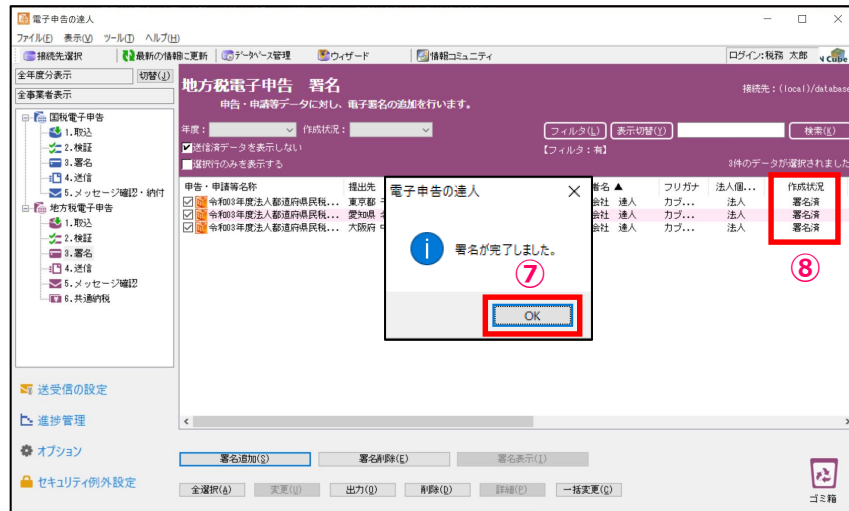 電子申告の達人
ファイル(F) 表示(V) ツール(T) ヘルプ(H)
接続先選択 最新の情報に更新 データベース管理 ウィザード 情報コミュニティ ログイン:税務 太郎 N Cube
全年度分表示 切替(J)
全事業者表示
国税電子申告
1.取込
2.検証
3.署名
4.送信
5.メッセージ確認・納付
地方税電子申告
1.取込
2.検証
3.署名
4.送信
5.メッセージ確認
6.共通納税
送受信の設定
進捗管理
オプション
セキュリティ例外設定
地方税電子申告 署名
申告・申請等データに対し、電子署名の追加を行います。
接続先:(local)/database
年度: 作成状況: フィルタ(L) 表示切替(Y) 検索(K)
送信済データを表示しない 【フィルタ:有】
選択行のみを表示する 3件のデータが選択されました
申告・申請等名称 提出先 者名 ▲ フリガナ 法人個... 作成状況
令和03年度法人都道府県民税... 東京都 会社 達人 カブ... 法人 署名済
令和03年度法人都道府県民税... 愛知県 会社 達人 カブ... 法人 署名済
令和03年度法人都道府県民税... 大阪府 会社 達人 カブ... 法人 署名済
電子申告の達人
署名が完了しました。
⑦
OK
⑧
署名追加(S) 署名削除(E) 署名表示(I)
全選択(A) 変更(U) 出力(O) 削除(D) 詳細(P) 一括変更(C)
ゴミ箱